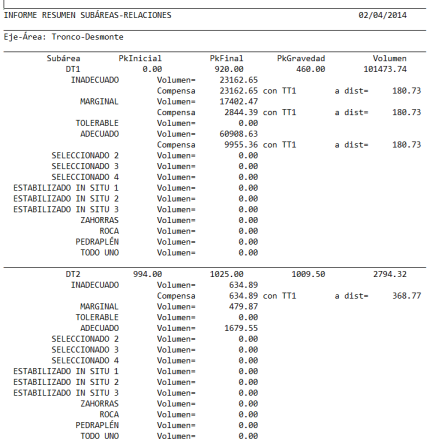 INFORME RESUMEN SUBÁREAS-RELACIONES 02/04/2014
Eje-Área: Tronco-Desmonte
Subárea PkInicial PkFinal PkGravedad Volumen
DT1 0.00 920.00 460.00 101473.74
INADECUADO Volumen= 23162.65
Compensa 23162.65 con TT1 a dist= 180.73
MARGINAL Volumen= 17402.47
Compensa 2844.39 con TT1 a dist= 180.73
TOLERABLE Volumen= 0.00
ADECUADO Volumen= 60908.63
Compensa 9955.36 con TT1 a dist= 180.73
SELECCIONADO 2 Volumen= 0.00
SELECCIONADO 3 Volumen= 0.00
SELECCIONADO 4 Volumen= 0.00
ESTABILIZADO IN SITU 1 Volumen= 0.00
ESTABILIZADO IN SITU 2 Volumen= 0.00
ESTABILIZADO IN SITU 3 Volumen= 0.00
ZAHORRAS Volumen= 0.00
ROCA Volumen= 0.00
PEDRAPLÉN Volumen= 0.00
TODO UNO Volumen= 0.00
DT2 994.00 1025.00 1009.50 2794.32
INADECUADO Volumen= 634.89
Compensa 634.89 con TT1 a dist= 368.77
MARGINAL Volumen= 479.87
TOLERABLE Volumen= 0.00
ADECUADO Volumen= 1679.55
SELECCIONADO 2 Volumen= 0.00
SELECCIONADO 3 Volumen= 0.00
SELECCIONADO 4 Volumen= 0.00
ESTABILIZADO IN SITU 1 Volumen= 0.00
ESTABILIZADO IN SITU 2 Volumen= 0.00
ESTABILIZADO IN SITU 3 Volumen= 0.00
ZAHORRAS Volumen= 0.00
ROCA Volumen= 0.00
PEDRAPLÉN Volumen= 0.00
TODO UNO Volumen= 0.00